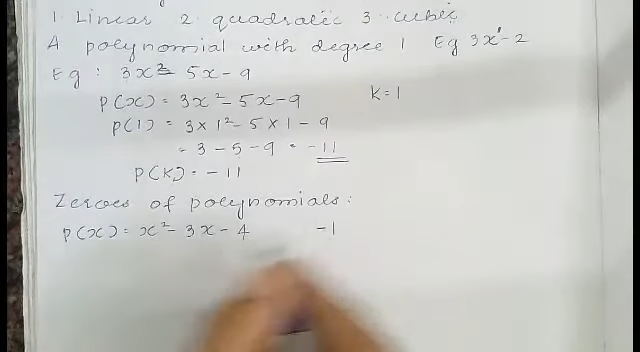 1. Linear 2 quadratic 3 cubic
A polynomial with degree 1 Eg 3x¹-2
Eg : 3x² - 5x - 9
P(x) = 3x² - 5x - 9 K = 1
P(1) = 3 x 1² - 5 x 1 - 9
= 3 - 5 - 9 = -11
P(K) = -11
Zeroes of polynomials:
P(x) = x² - 3x - 4 -1